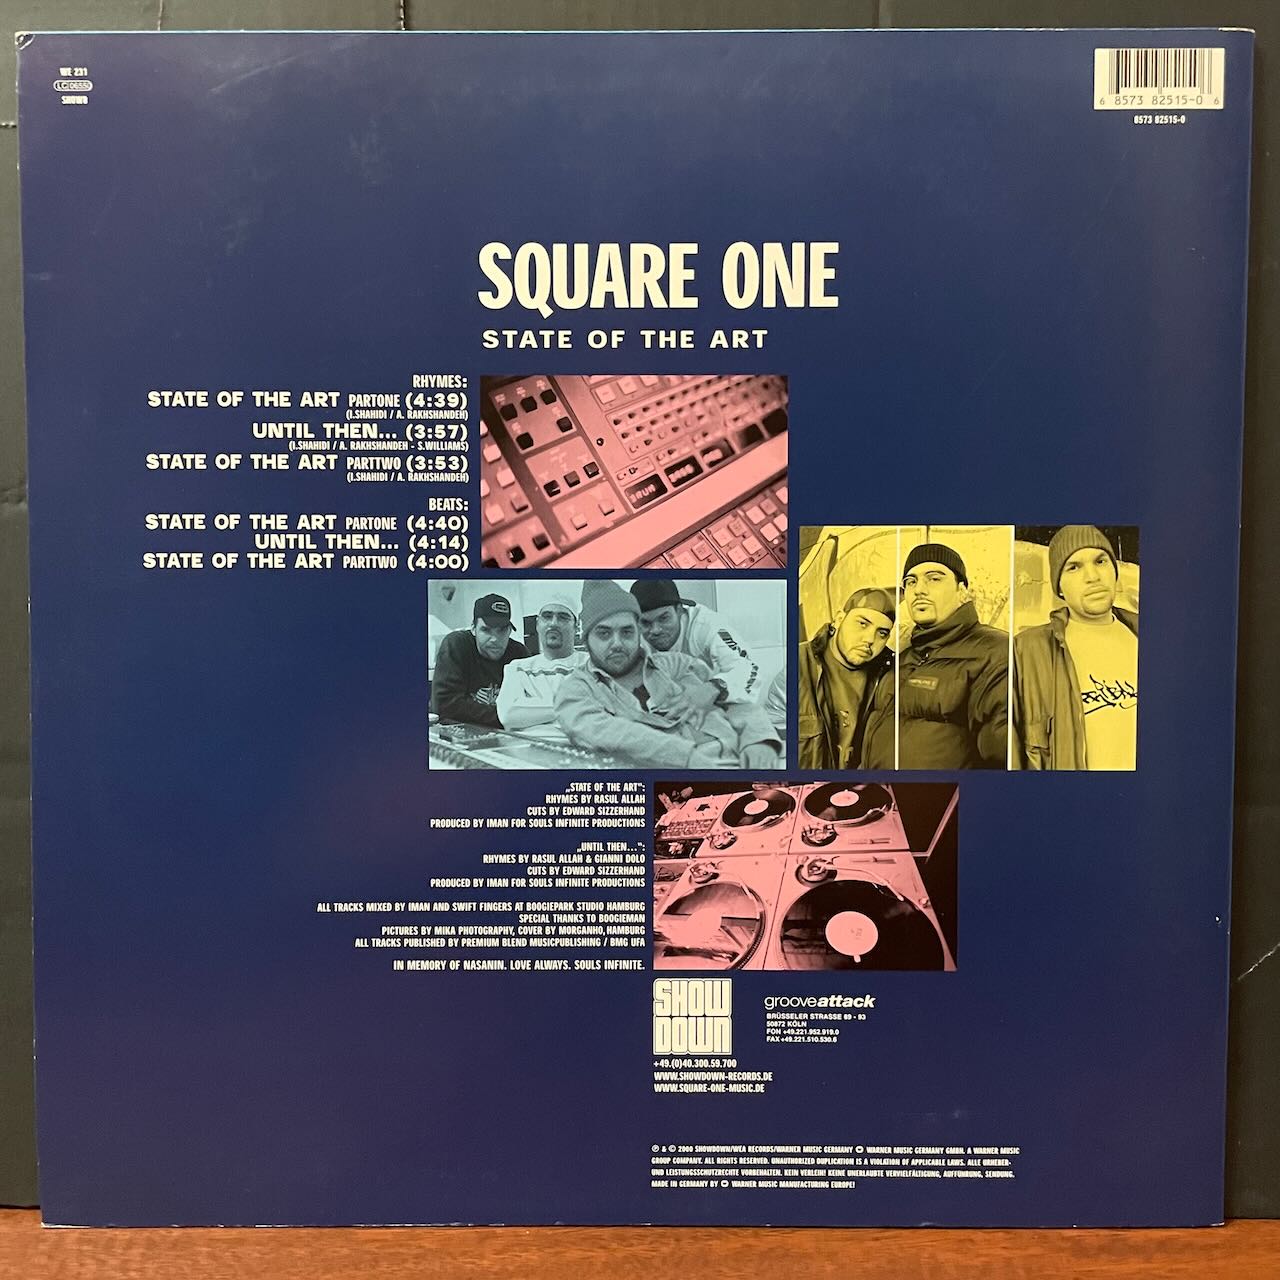 WE 231
LC 06550
SHOWD
6 8573 82515-0 6
8573 82515-0
SQUARE ONE
STATE OF THE ART
RHYMES:
STATE OF THE ART PARTONE (4:39)
(I.SHAHIDI / A. RAKHSHANDEH)
UNTIL THEN... (3:57)
(I.SHAHIDI / A. RAKHSHANDEH - S.WILLIAMS)
STATE OF THE ART PARTTWO (3:53)
(I.SHAHIDI / A. RAKHSHANDEH)
BEATS:
STATE OF THE ART PARTONE (4:40)
UNTIL THEN... (4:14)
STATE OF THE ART PARTTWO (4:00)
„STATE OF THE ART“:
RHYMES BY RASUL ALLAH
CUTS BY EDWARD SIZZERHAND
PRODUCED BY IMAN FOR SOULS INFINITE PRODUCTIONS
„UNTIL THEN...“:
RHYMES BY RASUL ALLAH & GIANNI DOLO
CUTS BY EDWARD SIZZERHAND
PRODUCED BY IMAN FOR SOULS INFINITE PRODUCTIONS
ALL TRACKS MIXED BY IMAN AND SWIFT FINGERS AT BOOGIEPARK STUDIO HAMBURG
SPECIAL THANKS TO BOOGIEMAN
PICTURES BY MIKA PHOTOGRAPHY, COVER BY MORGANHO, HAMBURG
ALL TRACKS PUBLISHED BY PREMIUM BLEND MUSICPUBLISHING / BMG UFA
IN MEMORY OF NASANIN. LOVE ALWAYS. SOULS INFINITE.
SHOW
DOWN
+49.(0)40.300.59.700
WWW.SHOWDOWN-RECORDS.DE
WWW.SQUARE-ONE-MUSIC.DE
grooveattack
BRÜSSELER STRASSE 89 - 93
50672 KÖLN
FON +49.221.952.919.0
FAX +49.221.510.530.6
℗ & © 2000 SHOWDOWN/WEA RECORDS/WARNER MUSIC GERMANY WARNER MUSIC GERMANY GMBH. A WARNER MUSIC
GROUP COMPANY. ALL RIGHTS RESERVED. UNAUTHORIZED DUPLICATION IS A VIOLATION OF APPLICABLE LAWS. ALLE URHEBER-
UND LEISTUNGSSCHUTZRECHTE VORBEHALTEN. KEIN VERLEIH! KEINE UNERLAUBTE VERVIELFÄLTIGUNG, AUFFÜHRUNG, SENDUNG.
MADE IN GERMANY BY WARNER MUSIC MANUFACTURING EUROPE!